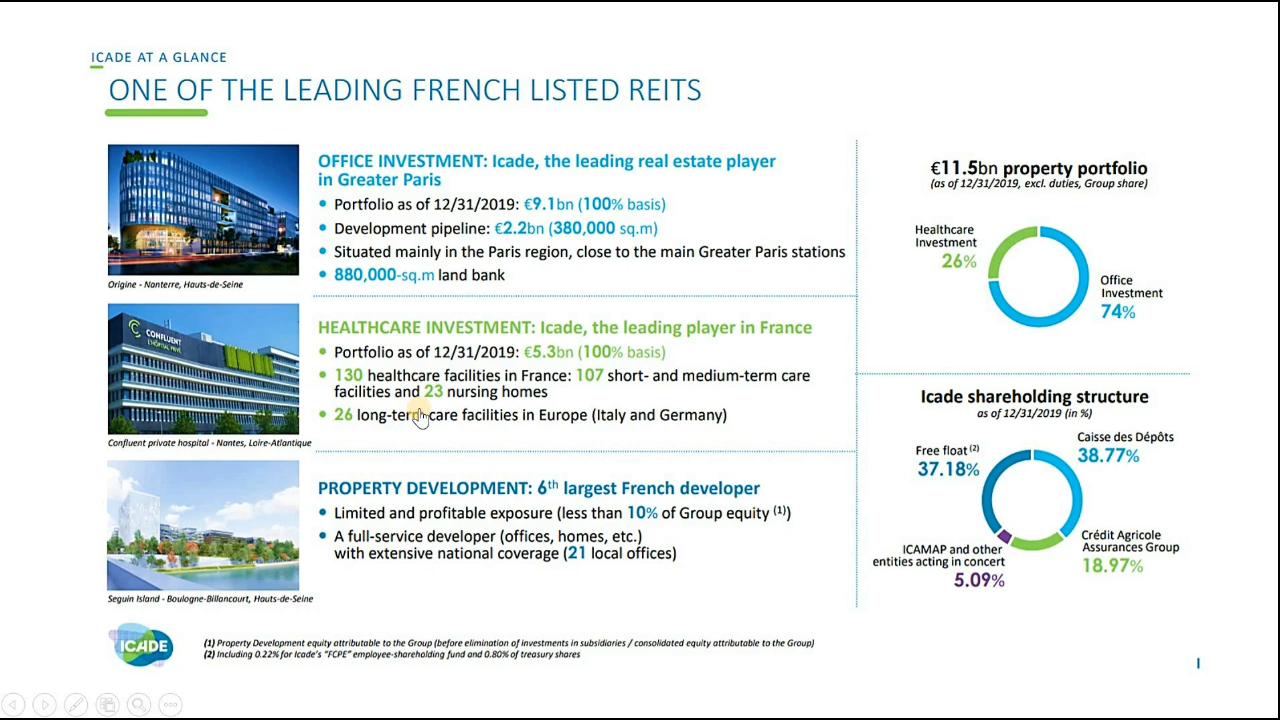 ICADE AT A GLANCE
ONE OF THE LEADING FRENCH LISTED REITS
OFFICE INVESTMENT: Icade, the leading real estate player
in Greater Paris
• Portfolio as of 12/31/2019: €9.1bn (100% basis)
• Development pipeline: €2.2bn (380,000 sq.m)
• Situated mainly in the Paris region, close to the main Greater Paris stations
• 880,000-sq.m land bank
Origine - Nanterre, Hauts-de-Seine
HEALTHCARE INVESTMENT: Icade, the leading player in France
• Portfolio as of 12/31/2019: €5.3bn (100% basis)
• 130 healthcare facilities in France: 107 short- and medium-term care
facilities and 23 nursing homes
• 26 long-term care facilities in Europe (Italy and Germany)
CONFLUENT
L'HÔPITAL PRIVÉ
Confluent private hospital - Nantes, Loire-Atlantique
PROPERTY DEVELOPMENT: 6th largest French developer
• Limited and profitable exposure (less than 10% of Group equity (1))
• A full-service developer (offices, homes, etc.)
with extensive national coverage (21 local offices)
Seguin Island - Boulogne-Billancourt, Hauts-de-Seine
€11.5bn property portfolio
(as of 12/31/2019, excl. duties, Group share)
Healthcare
Investment
26%
Office
Investment
74%
Icade shareholding structure
as of 12/31/2019 (in %)
Free float (2)
37.18%
Caisse des Dépôts
38.77%
Crédit Agricole
Assurances Group
18.97%
ICAMAP and other
entities acting in concert
5.09%
ICADE
(1) Property Development equity attributable to the Group (before elimination of investments in subsidiaries / consolidated equity attributable to the Group)
(2) Including 0.22% for Icade's "FCPE" employee-shareholding fund and 0.80% of treasury shares
I